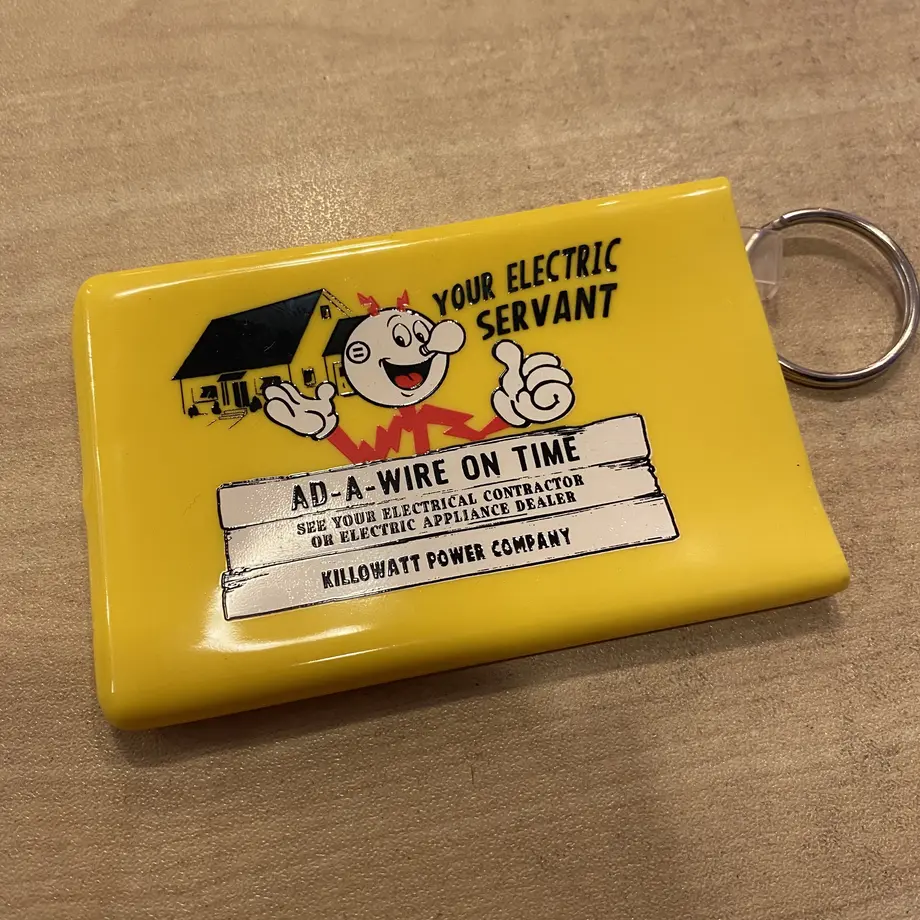 YOUR ELECTRIC
SERVANT
AD-A-WIRE ON TIME
SEE YOUR ELECTRICAL CONTRACTOR
OR ELECTRIC APPLIANCE DEALER
KILLOWATT POWER COMPANY